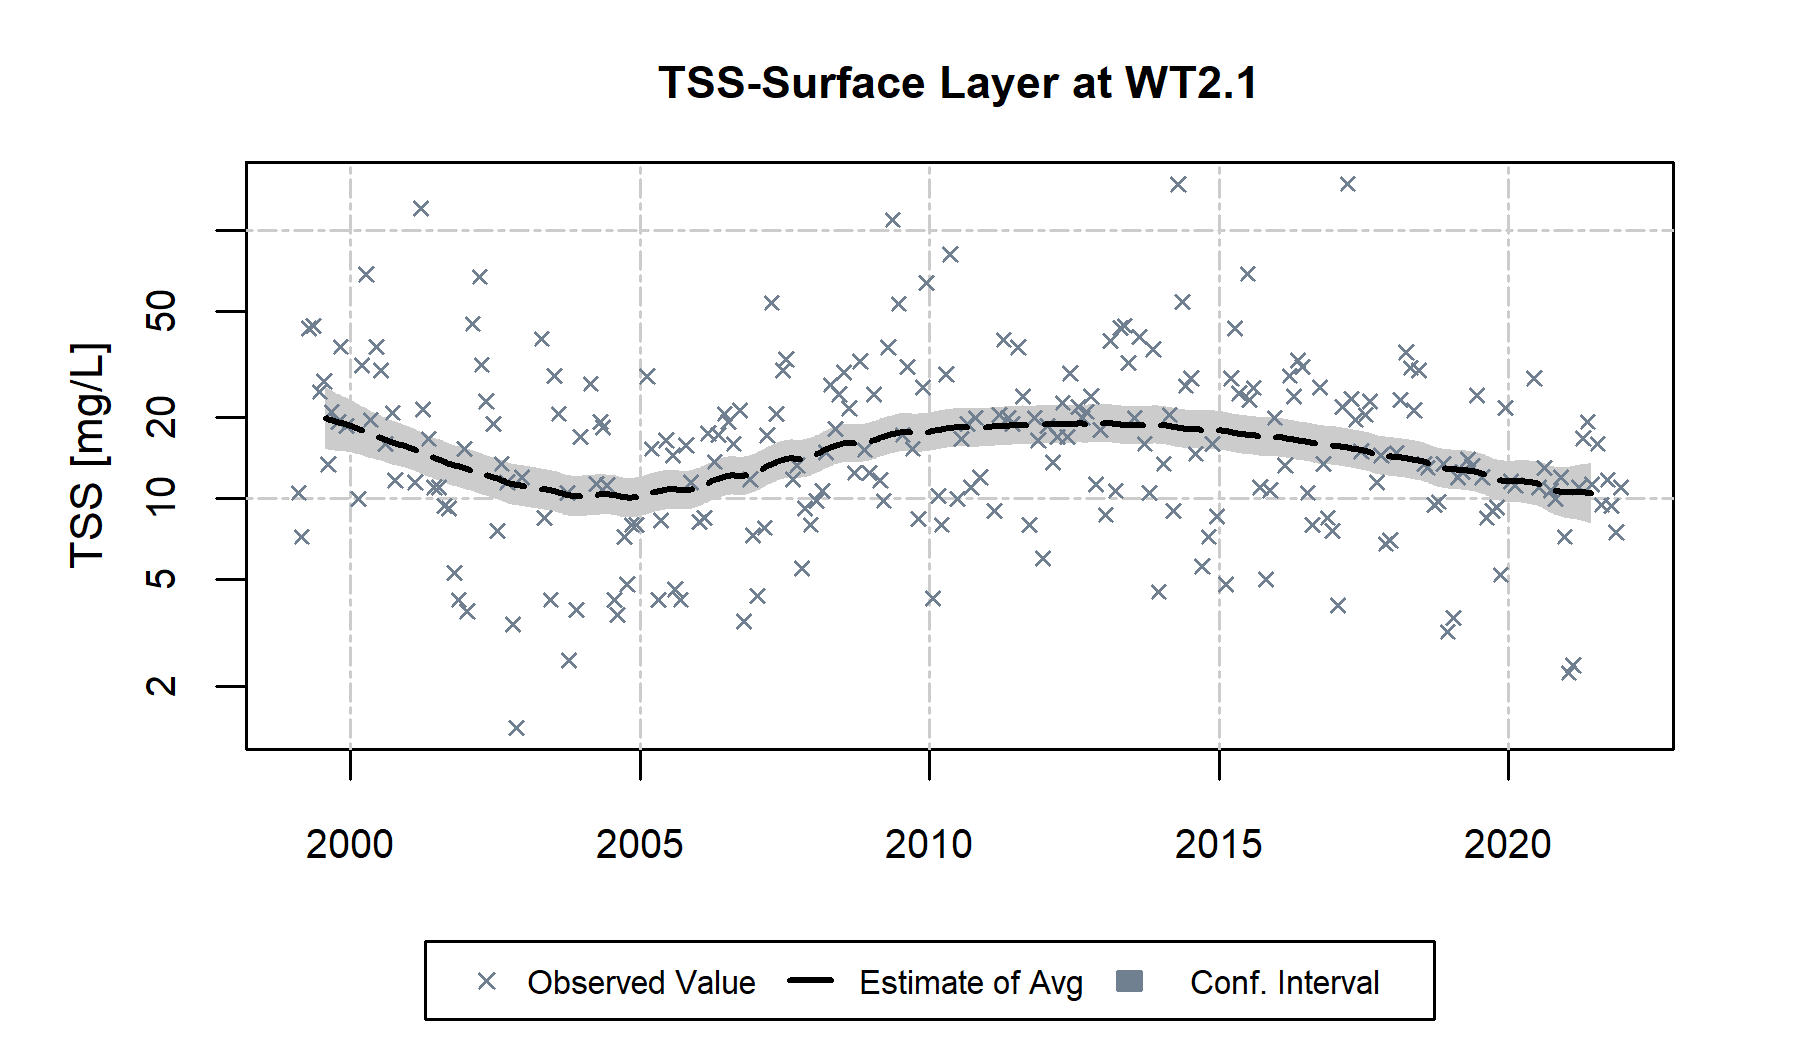 TSS-Surface Layer at WT2.1
TSS [mg/L]
50
20
10
5
2
2000 2005 2010 2015 2020
Observed Value Estimate of Avg Conf. Interval